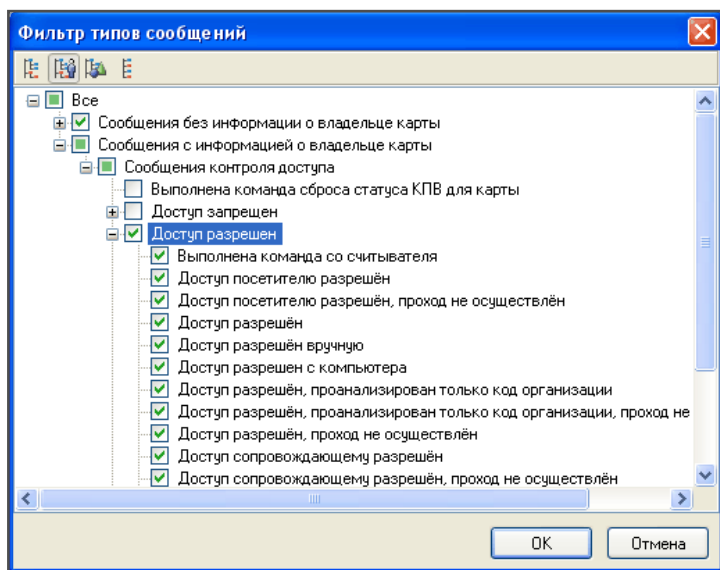 Фильтр типов сообщений
Все
Сообщения без информации о владельце карты
Сообщения с информацией о владельце карты
Сообщения контроля доступа
Выполнена команда сброса статуса КПВ для карты
Доступ запрещен
Доступ разрешен
Выполнена команда со считывателя
Доступ посетителю разрешён
Доступ посетителю разрешён, проход не осуществлён
Доступ разрешён
Доступ разрешён вручную
Доступ разрешен с компьютера
Доступ разрешён, проанализирован только код организации
Доступ разрешён, проанализирован только код организации, проход не
Доступ разрешён, проход не осуществлён
Доступ сопровождающему разрешён
Доступ сопровождающему разрешён, проход не осуществлён
OK Отмена